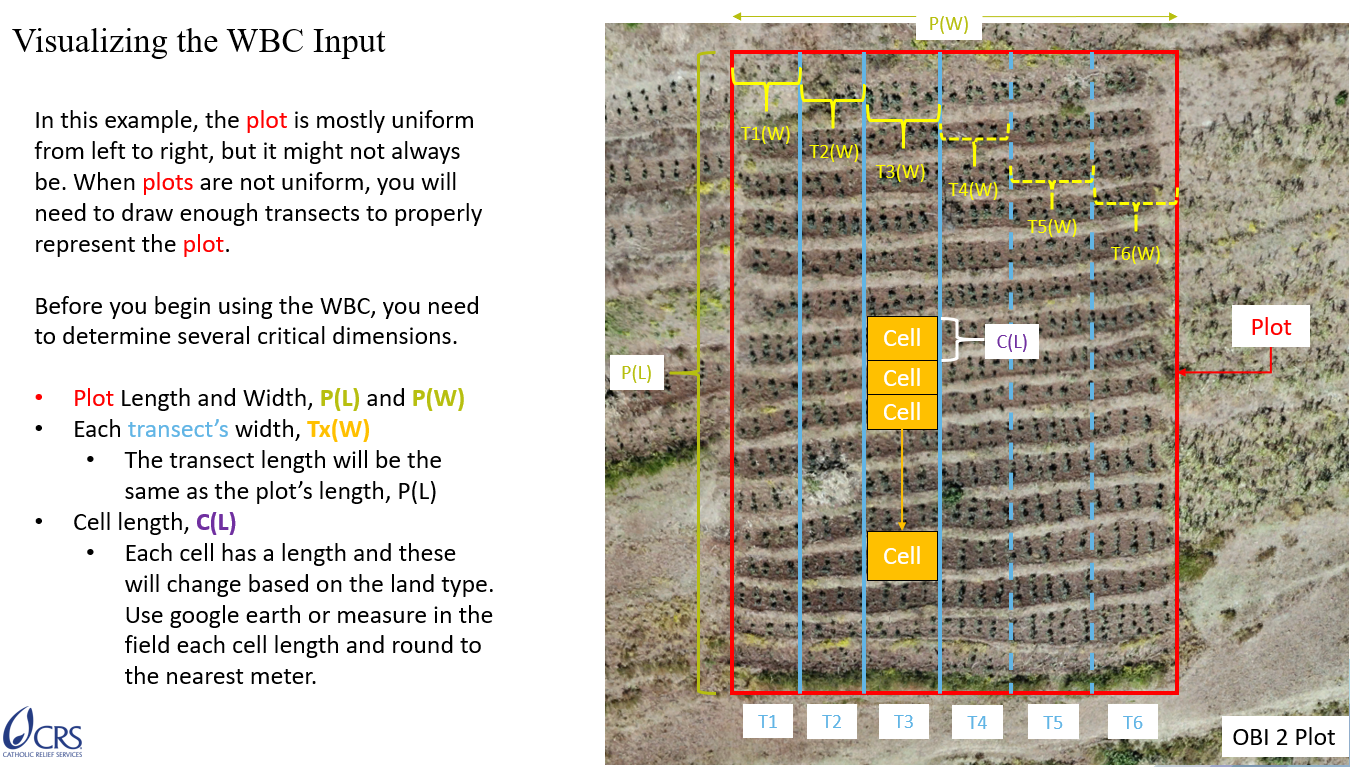 Visualizing the WBC Input
In this example, the plot is mostly uniform
from left to right, but it might not always
be. When plots are not uniform, you will
need to draw enough transects to properly
represent the plot.
Before you begin using the WBC, you need
to determine several critical dimensions.
• Plot Length and Width, P(L) and P(W)
• Each transect’s width, Tx(W)
• The transect length will be the
same as the plot’s length, P(L)
• Cell length, C(L)
• Each cell has a length and these
will change based on the land type.
Use google earth or measure in the
field each cell length and round to
the nearest meter.
CRS
CATHOLIC RELIEF SERVICES
P(W)
T1(W)
T2(W)
T3(W)
T4(W)
T5(W)
T6(W)
Plot
Cell
C(L)
P(L)
Cell
Cell
Cell
T1 T2 T3 T4 T5 T6
OBI 2 Plot